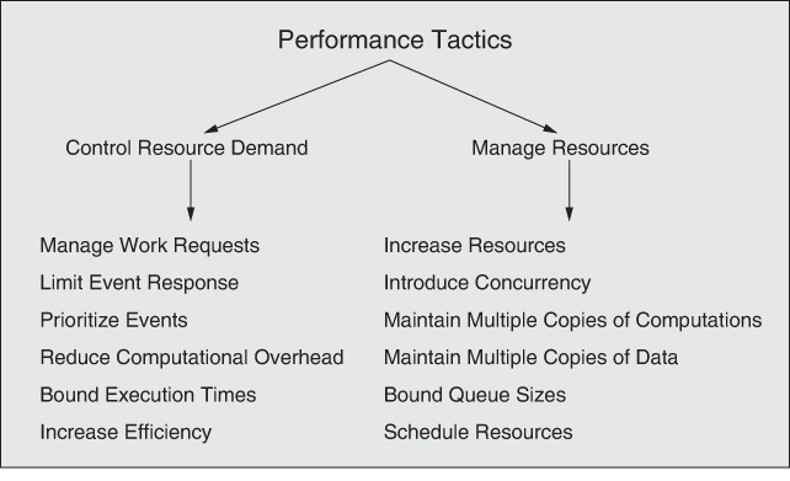 Performance Tactics
Control Resource Demand
Manage Resources
Manage Work Requests
Limit Event Response
Prioritize Events
Reduce Computational Overhead
Bound Execution Times
Increase Efficiency
Increase Resources
Introduce Concurrency
Maintain Multiple Copies of Computations
Maintain Multiple Copies of Data
Bound Queue Sizes
Schedule Resources